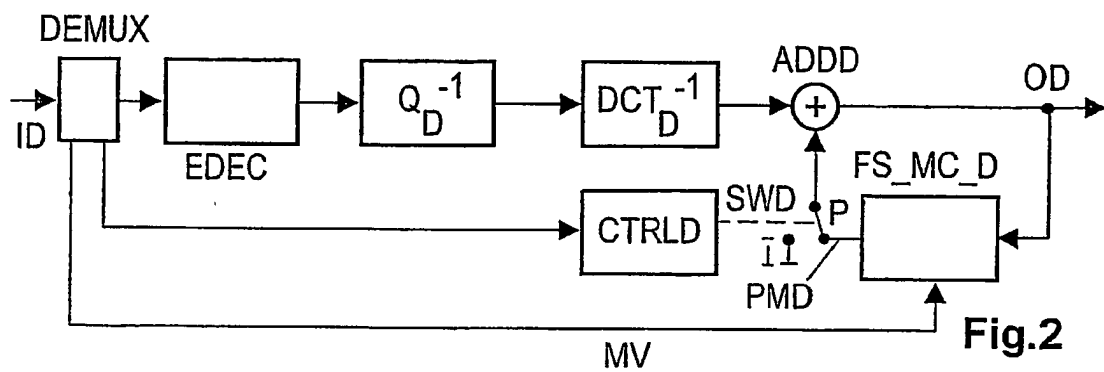 DEMUX
ADDD
OD
ID
EDEC
Q_D^-1
DCT_D^-1
+
FS_MC_D
CTRLD
SWD
P
I
PMD
MV
Fig.2